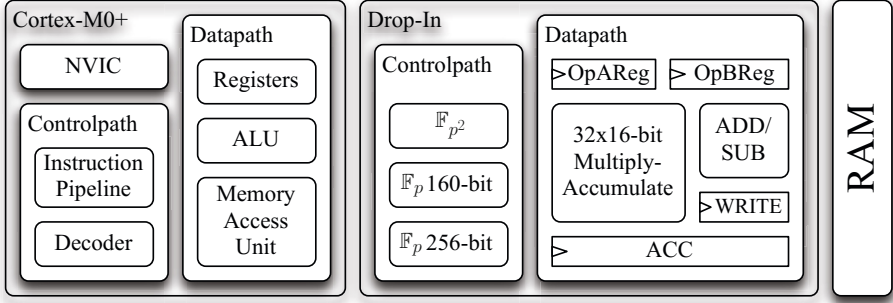 Cortex-M0+
NVIC
Controlpath
Instruction
Pipeline
Decoder
Datapath
Registers
ALU
Memory
Access
Unit
Drop-In
Controlpath
𝔽p²
𝔽p 160-bit
𝔽p 256-bit
Datapath
OpAReg
OpBReg
32x16-bit
Multiply-
Accumulate
ADD/
SUB
WRITE
ACC
RAM